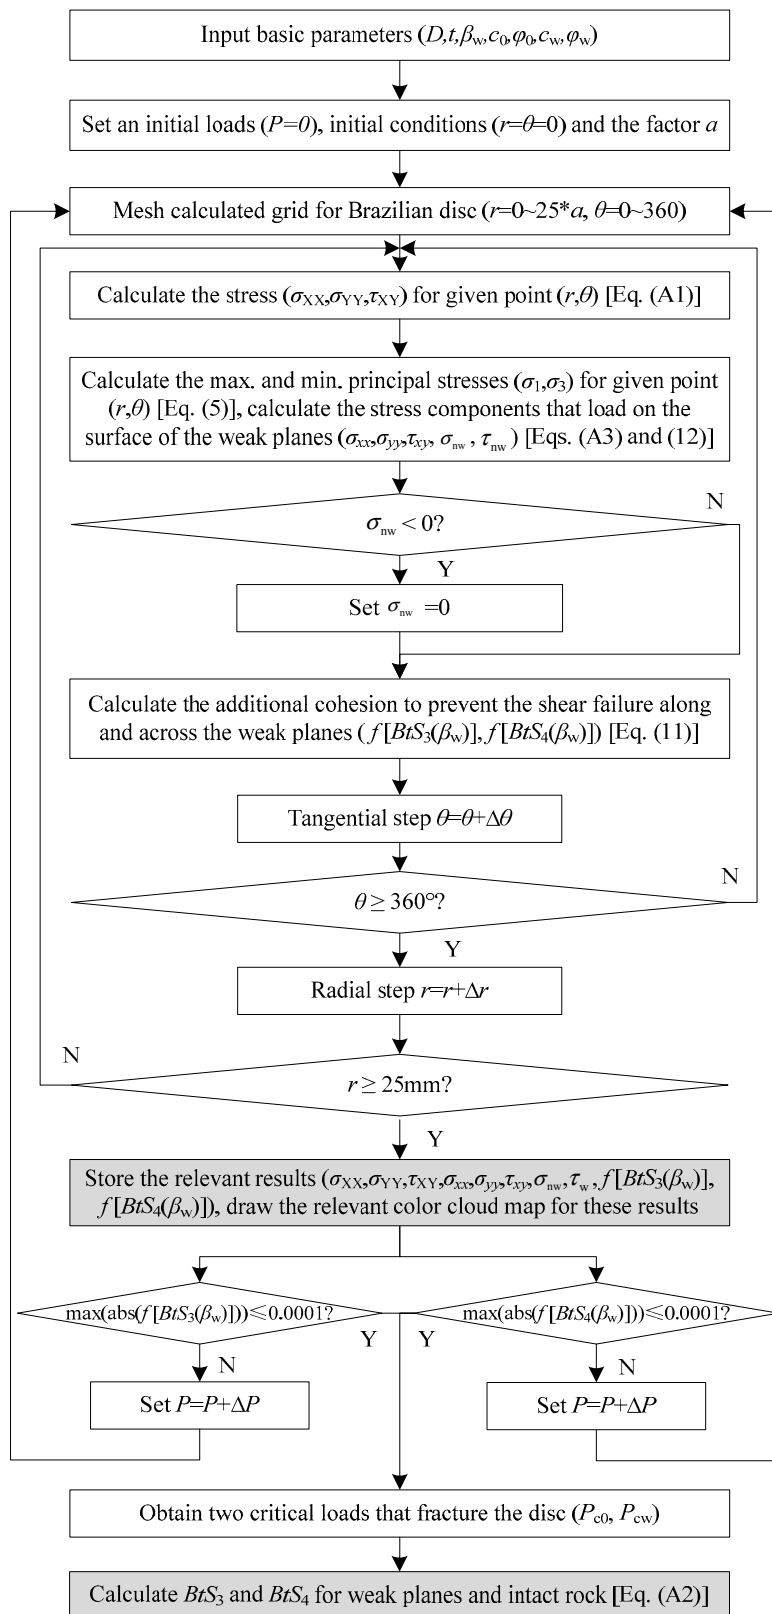 Input basic parameters (D,t,βw,c0,φ0,cw,φw)
Set an initial loads (P=0), initial conditions (r=θ=0) and the factor a
Mesh calculated grid for Brazilian disc (r=0~25*a, θ=0~360)
Calculate the stress (σXX,σYY,τXY) for given point (r,θ) [Eq. (A1)]
Calculate the max. and min. principal stresses (σ1,σ3) for given point
(r,θ) [Eq. (5)], calculate the stress components that load on the
surface of the weak planes (σxx,σyy,τxy, σnw , τnw ) [Eqs. (A3) and (12)]
N
σnw < 0?
Y
Set σnw =0
Calculate the additional cohesion to prevent the shear failure along
and across the weak planes ( f [BtS3(βw)], f [BtS4(βw)]) [Eq. (11)]
Tangential step θ=θ+Δθ
N
θ ≥ 360°?
Y
Radial step r=r+Δr
N
r ≥ 25mm?
Y
Store the relevant results (σXX,σYY,τXY,σxx,σyy,τxy,σnw,τw, f [BtS3(βw)],
f [BtS4(βw)]), draw the relevant color cloud map for these results
max(abs(f [BtS3(βw)]))≤0.0001?
max(abs(f [BtS4(βw)]))≤0.0001?
Y
Y
N
N
Set P=P+ΔP
Set P=P+ΔP
Obtain two critical loads that fracture the disc (Pc0, Pcw)
Calculate BtS3 and BtS4 for weak planes and intact rock [Eq. (A2)]